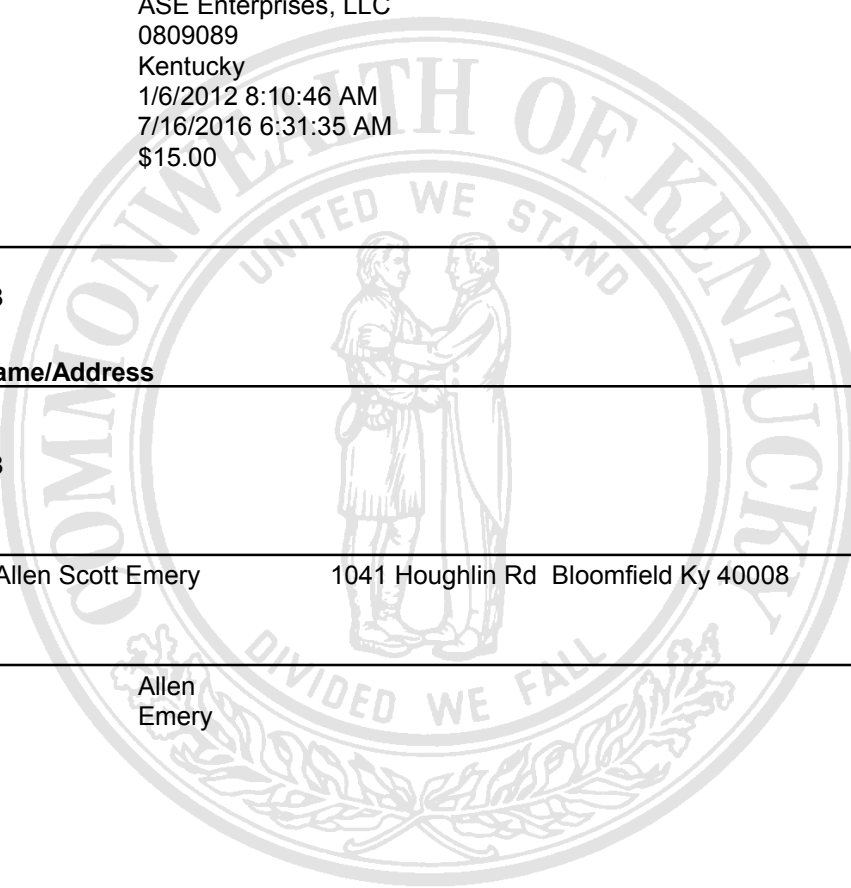 ASE Enterprises, LLC
0809089
Kentucky
1/6/2012 8:10:46 AM
7/16/2016 6:31:35 AM
$15.00
COMMONWEALTH OF KENTUCKY
UNITED WE STAND
ame/Address
Allen Scott Emery 1041 Houghlin Rd Bloomfield Ky 40008
DIVIDED WE FALL
Allen
Emery